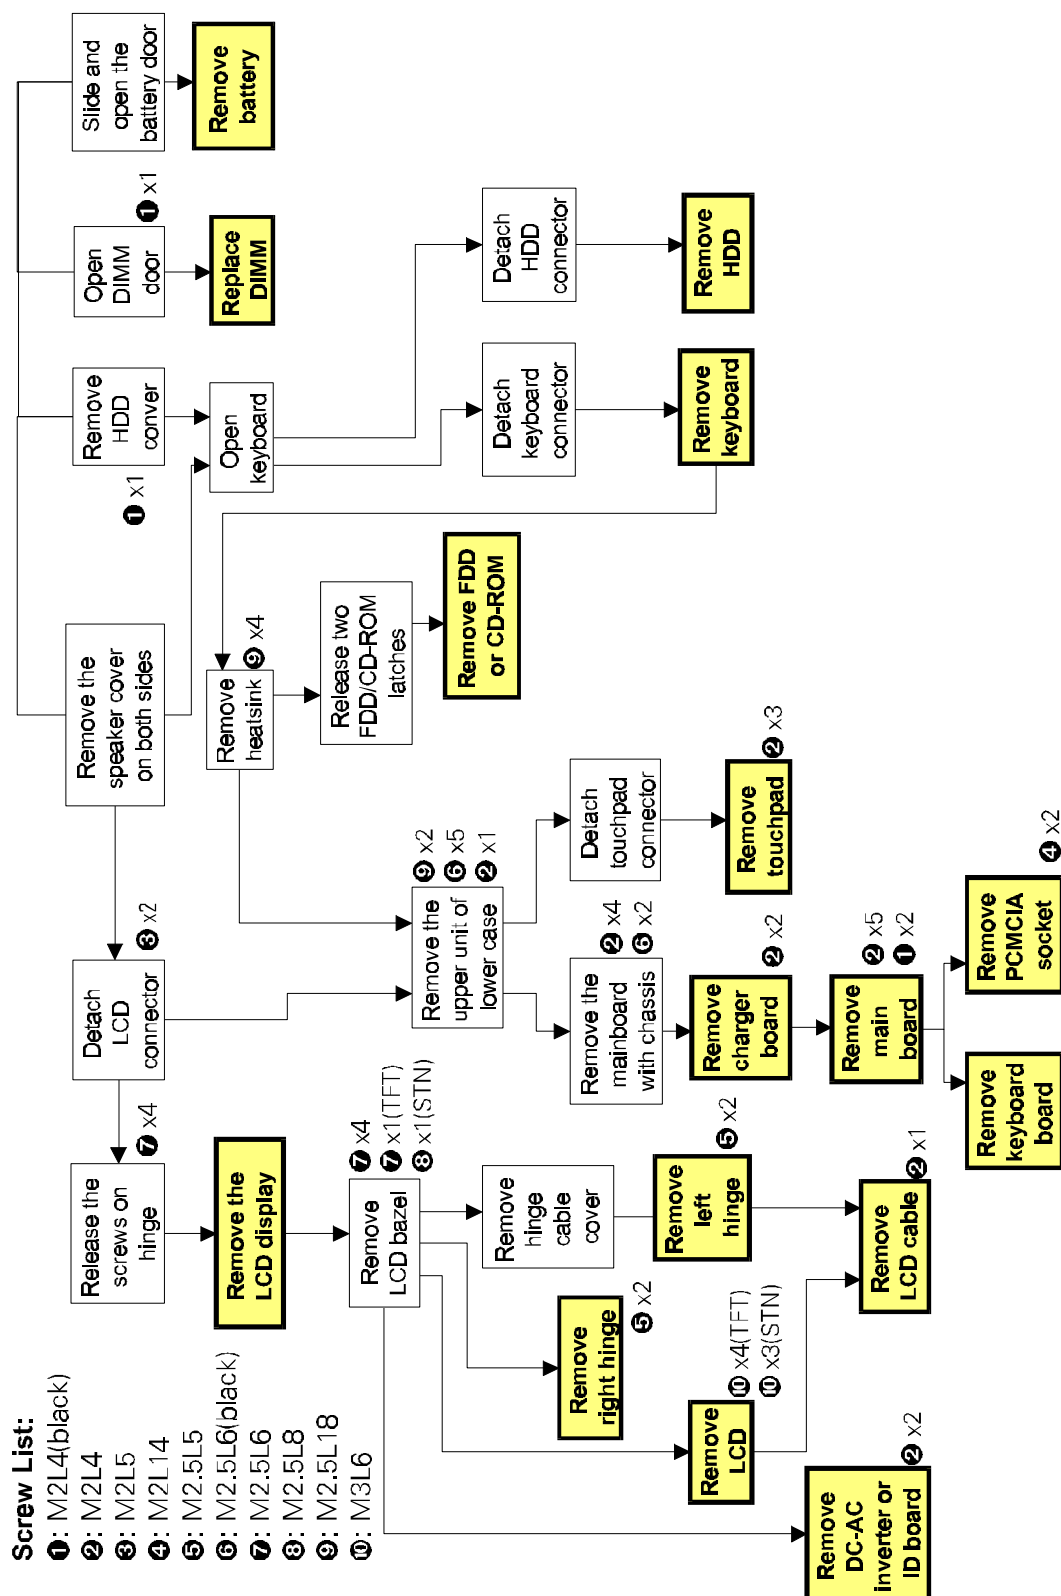 Screw List:
❶: M2L4(black)
❷: M2L4
❸: M2L5
❹: M2L14
❺: M2.5L5
❻: M2.5L6(black)
❼: M2.5L6
❽: M2.5L8
❾: M2.5L18
❿: M3L6
Release the
screws on
hinge
❼ x4
Detach
LCD
connector
❸ x2
Remove the
speaker cover
on both sides
Remove
HDD
conver
❶ x1
Open
DIMM
door
❶ x1
Slide and
open the
battery door
Remove the
LCD display
Remove
heatsink
❾ x4
Open
keyboard
Replace
DIMM
Remove
battery
Remove
LCD bazel
❼ x4
❼ x1(TFT)
❽ x1(STN)
Remove the
upper unit of
lower case
❾ x2
❻ x5
❷ x1
Release two
FDD/CD-ROM
latches
Remove FDD
or CD-ROM
Detach
keyboard
connector
Detach
HDD
connector
Remove
hinge
cable
cover
Remove
right hinge
❺ x2
Remove
left
hinge
❺ x2
Remove the
mainboard
with chassis
❷ x4
❻ x2
Detach
touchpad
connector
Remove
keyboard
Remove
HDD
Remove
LCD
❿ x4(TFT)
❿ x3(STN)
Remove
charger
board
❷ x2
Remove
touchpad
❷ x3
Remove
DC-AC
inverter or
ID board
❷ x2
Remove
LCD cable
❷ x1
Remove
main
board
❷ x5
❶ x2
Remove
keyboard
board
Remove
PCMCIA
socket
❹ x2